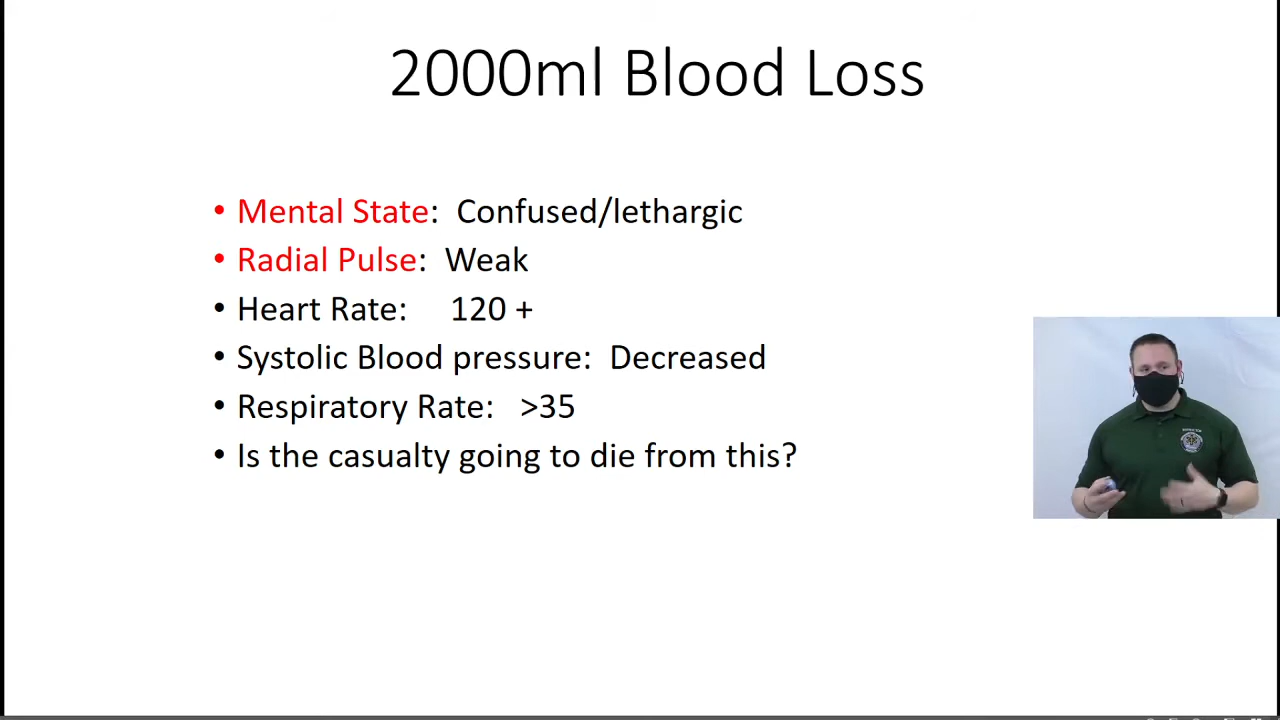 2000ml Blood Loss
• Mental State: Confused/lethargic
• Radial Pulse: Weak
• Heart Rate: 120 +
• Systolic Blood pressure: Decreased
• Respiratory Rate: >35
• Is the casualty going to die from this?